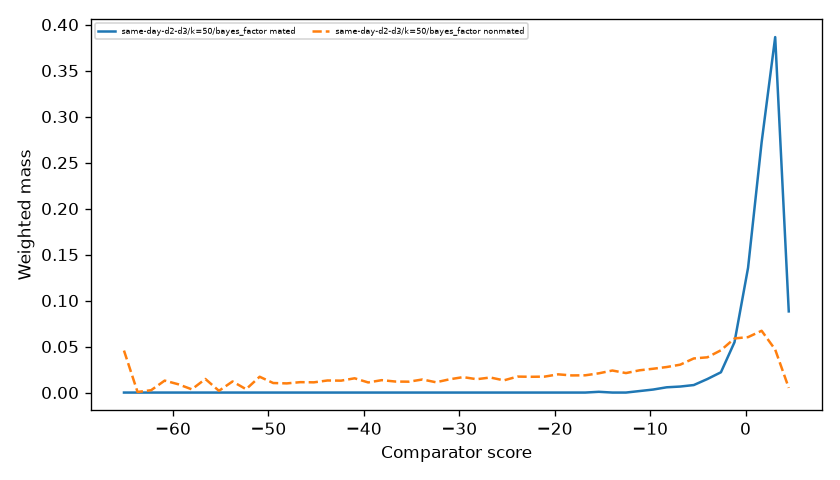 same-day-d2-d3/k=50/bayes_factor mated same-day-d2-d3/k=50/bayes_factor nonmated
0.40
0.35
0.30
0.25
0.20
0.15
0.10
0.05
0.00
Weighted mass
−60 −50 −40 −30 −20 −10 0
Comparator score